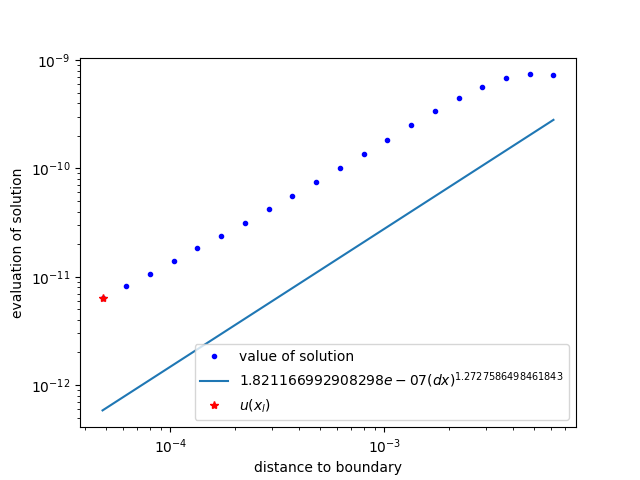 10⁻⁹
10⁻¹⁰
10⁻¹¹
10⁻¹²
evaluation of solution
value of solution
1.821166992908298e − 07(dx)^1.2727586498461843
u(x_l)
10⁻⁴
10⁻³
distance to boundary